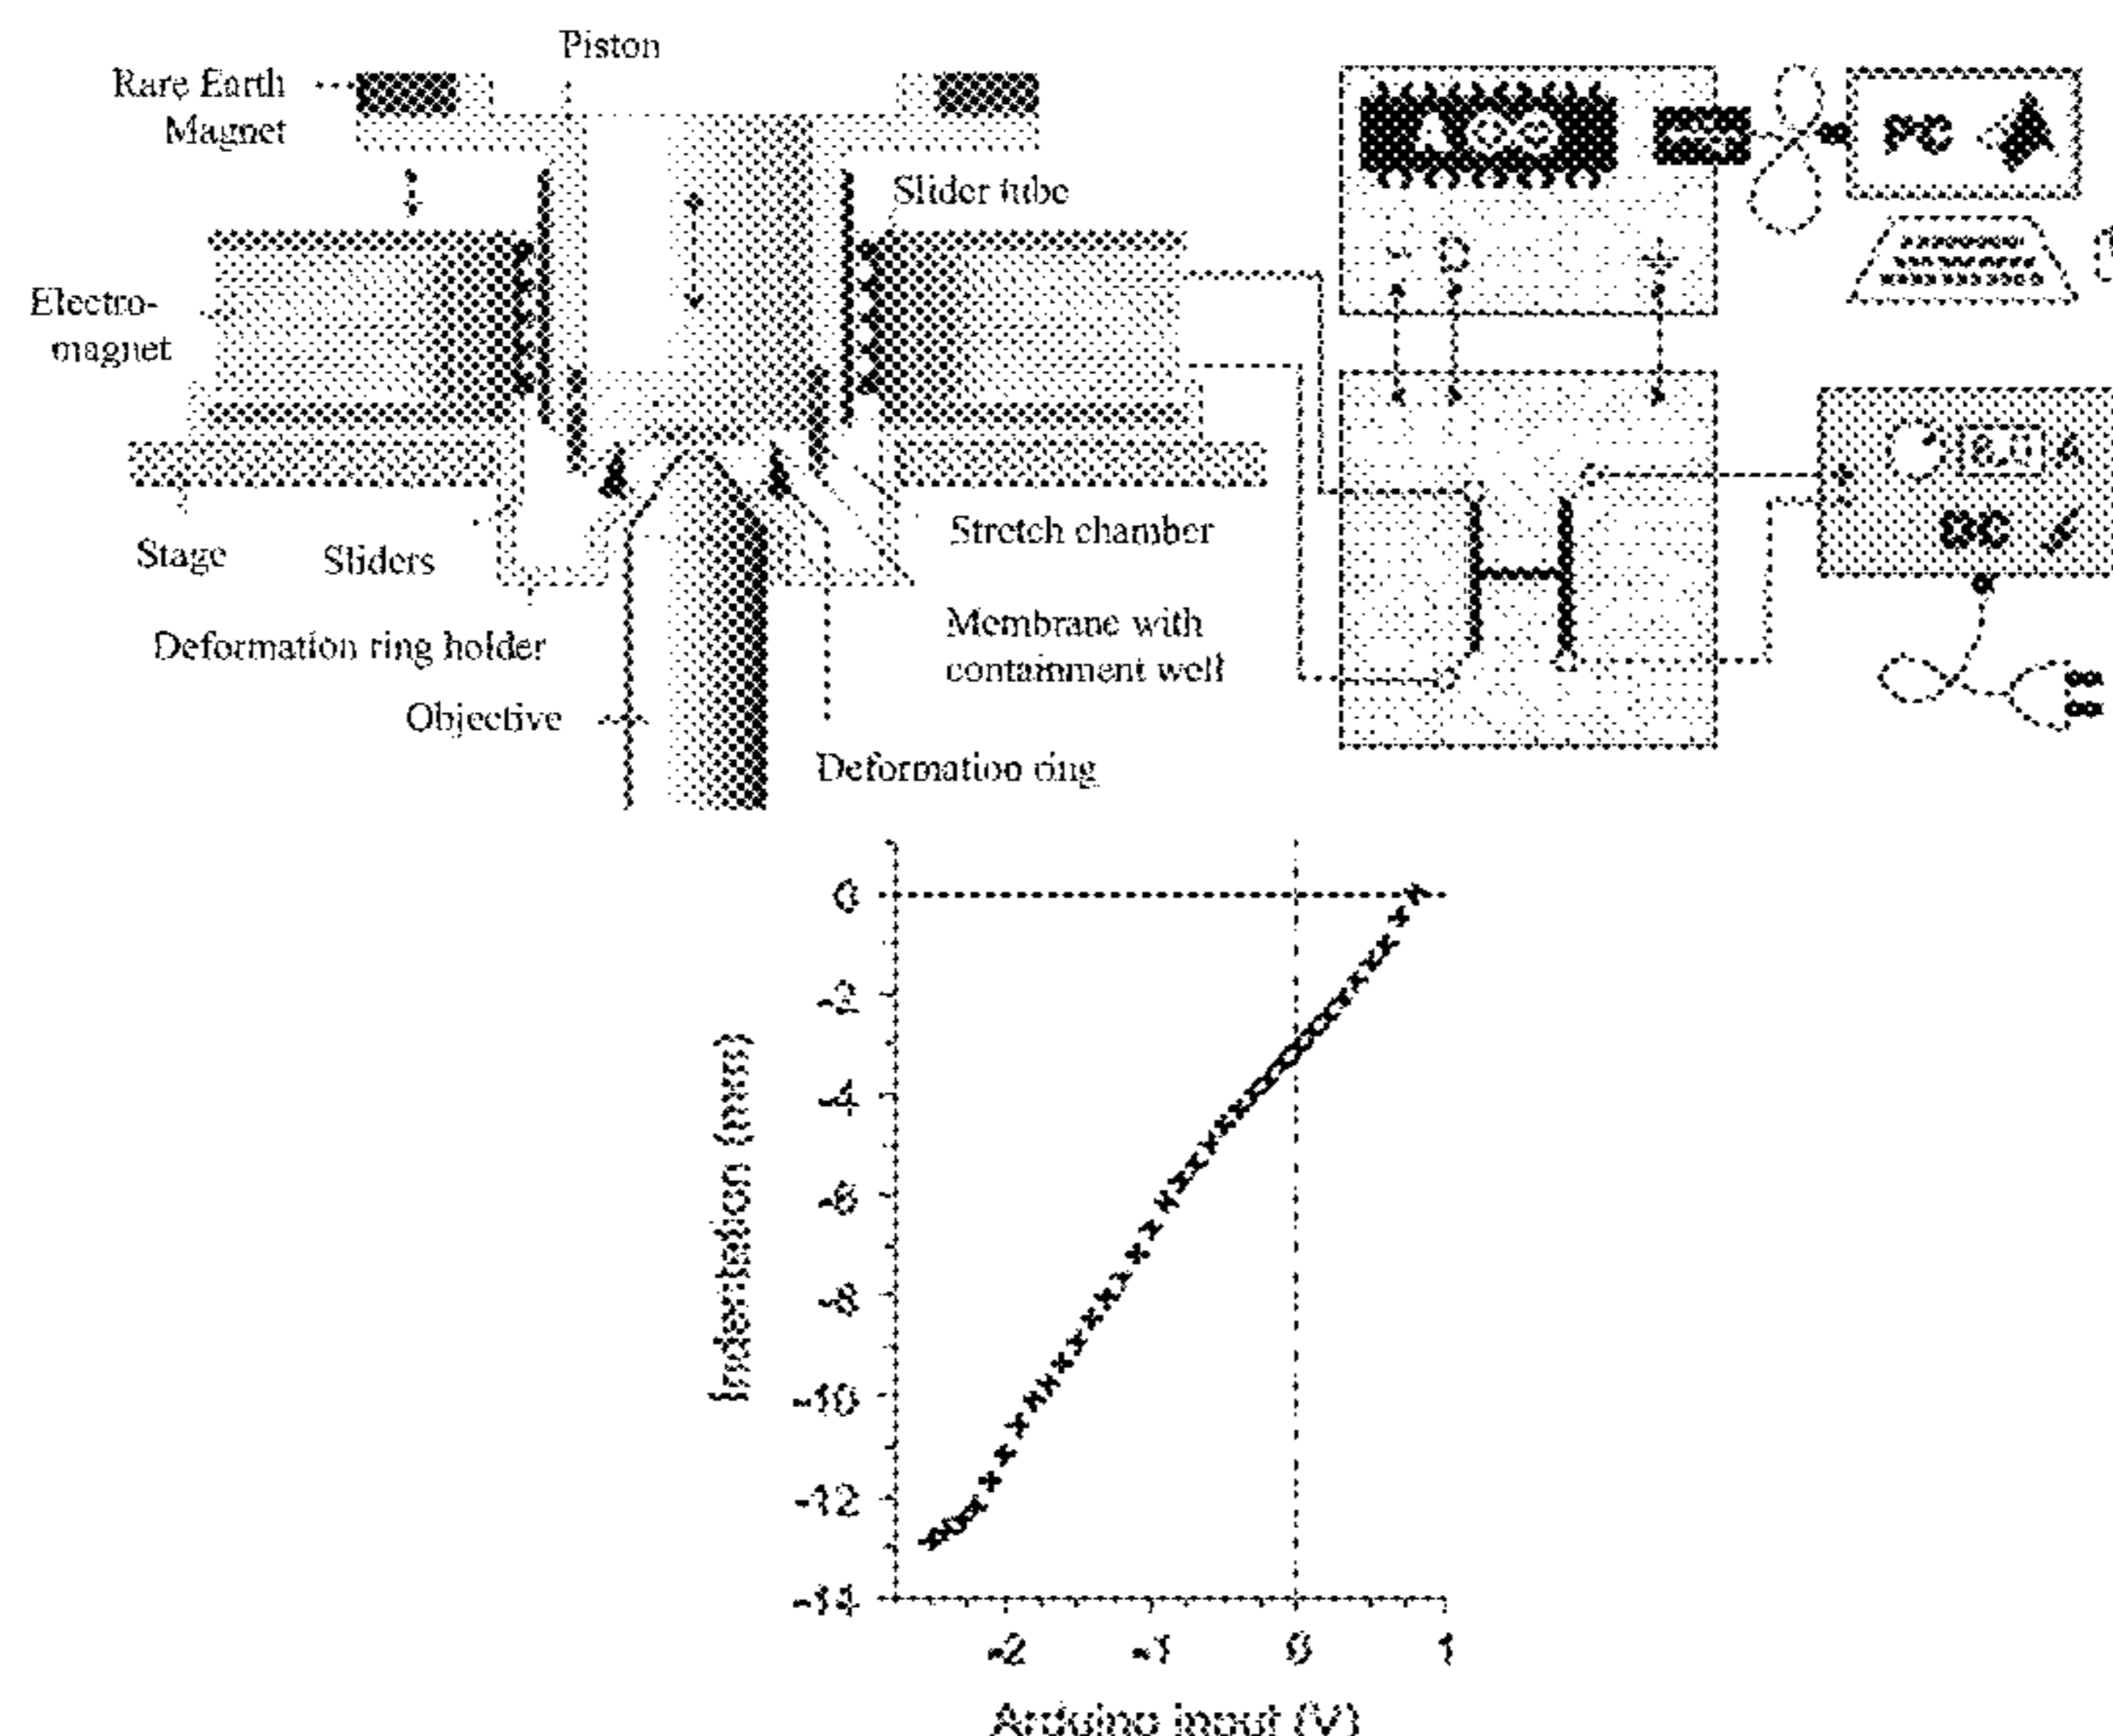 Piston
Rare Earth
Magnet
Slider tube
Electro-
magnet
Stage
Sliders
Stretch chamber
Deformation ring holder
Membrane with
containment well
Objective
Deformation ring
A
PC
DC
A
0
-2
-4
-6
-8
-10
-12
-14
Indentation (mm)
-2
-1
0
1
Arduino input (V)